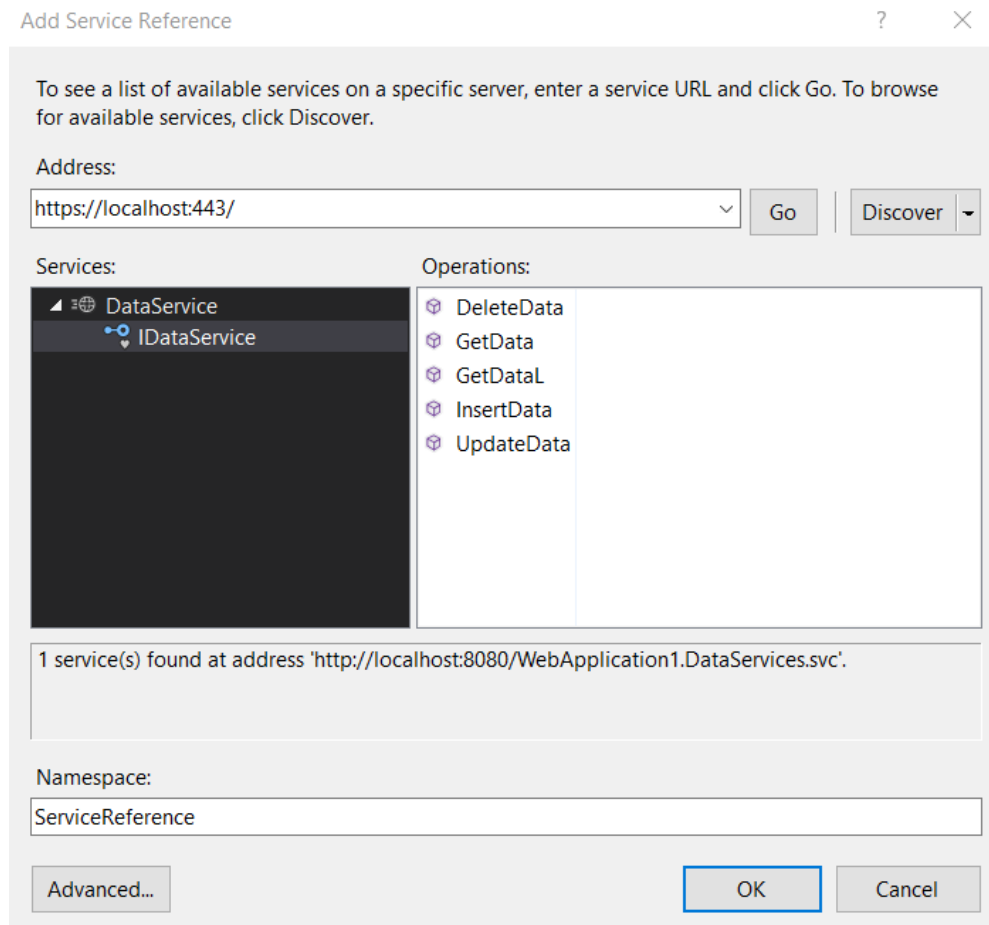 Add Service Reference
To see a list of available services on a specific server, enter a service URL and click Go. To browse
for available services, click Discover.
Address:
https://localhost:443/
Go
Discover
Services:
Operations:
DataService
IDataService
DeleteData
GetData
GetDataL
InsertData
UpdateData
1 service(s) found at address 'http://localhost:8080/WebApplication1.DataServices.svc'.
Namespace:
ServiceReference
Advanced...
OK
Cancel